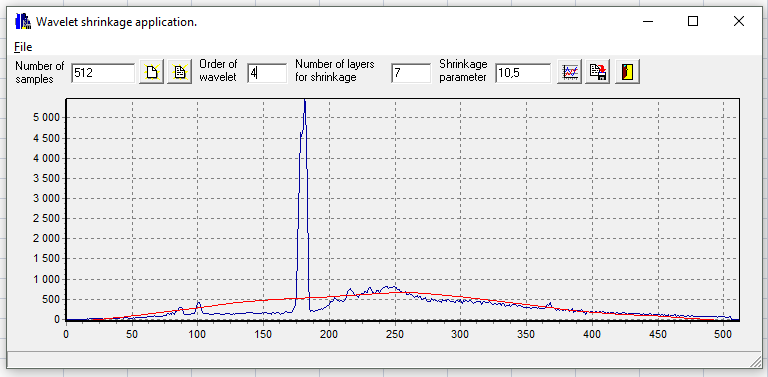 Wavelet shrinkage application.
File
Number of samples 512 Order of wavelet 4 Number of layers for shrinkage 7 Shrinkage parameter 10,5
5 000
4 500
4 000
3 500
3 000
2 500
2 000
1 500
1 000
500
0
0 50 100 150 200 250 300 350 400 450 500